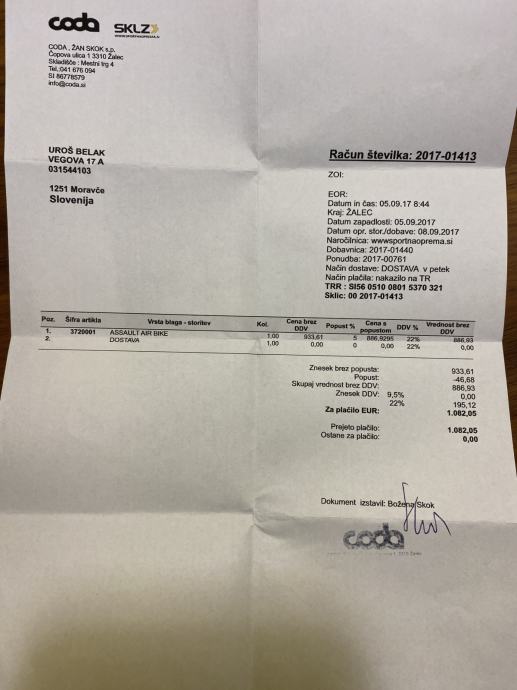 coda SKLZ
WWW.SPORTNAOPREMA.SI
CODA , ŽAN SKOK s.p.
Čopova ulica 1 3310 Žalec
Skladišče : Mestni trg 4
Tel.:041 676 094
SI 86778579
info@coda.si
UROŠ BELAK
VEGOVA 17 A
031544103
1251 Moravče
Slovenija
Račun številka: 2017-01413
ZOI:
EOR:
Datum in čas: 05.09.17 8:44
Kraj: ŽALEC
Datum zapadlosti: 05.09.2017
Datum opr. stor./dobave: 08.09.2017
Naročilnica: wwwsportnaoprema.si
Dobavnica: 2017-01440
Ponudba: 2017-00761
Način dostave: DOSTAVA v petek
Način plačila: nakazilo na TR
TRR : SI56 0510 0801 5370 321
Sklic: 00 2017-01413
Poz. Šifra artikla Vrsta blaga - storitev Kol. Cena brez DDV Popust % Cena s popustom DDV % Vrednost brez DDV
1. 3720001 ASSAULT AIR BIKE 1,00 933,61 5 886,9295 22% 886,93
2. DOSTAVA 1,00 0,00 0 0,00 22% 0,00
Znesek brez popusta: 933,61
Popust: -46,68
Skupaj vrednost brez DDV: 886,93
Znesek DDV: 9,5% 0,00
22% 195,12
Za plačilo EUR: 1.082,05
Prejeto plačilo: 1.082,05
Ostane za plačilo: 0,00
Dokument izstavil: Božena Skok
coda